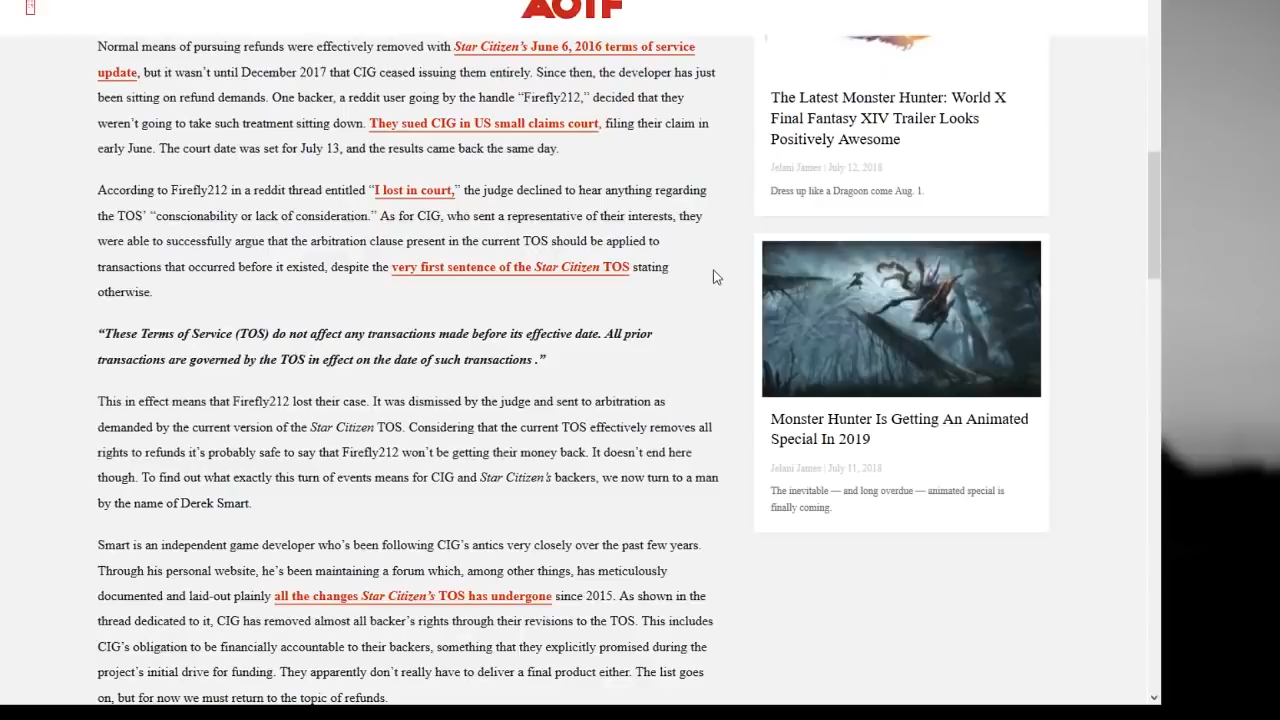 AOTF
Normal means of pursuing refunds were effectively removed with Star Citizen’s June 6, 2016 terms of service
update, but it wasn’t until December 2017 that CIG ceased issuing them entirely. Since then, the developer has just
been sitting on refund demands. One backer, a reddit user going by the handle “Firefly212,” decided that they
weren’t going to take such treatment sitting down. They sued CIG in US small claims court, filing their claim in
early June. The court date was set for July 13, and the results came back the same day.
According to Firefly212 in a reddit thread entitled “I lost in court,” the judge declined to hear anything regarding
the TOS’ “conscionability or lack of consideration.” As for CIG, who sent a representative of their interests, they
were able to successfully argue that the arbitration clause present in the current TOS should be applied to
transactions that occurred before it existed, despite the very first sentence of the Star Citizen TOS stating
otherwise.
“These Terms of Service (TOS) do not affect any transactions made before its effective date. All prior
transactions are governed by the TOS in effect on the date of such transactions .”
This in effect means that Firefly212 lost their case. It was dismissed by the judge and sent to arbitration as
demanded by the current version of the Star Citizen TOS. Considering that the current TOS effectively removes all
rights to refunds it’s probably safe to say that Firefly212 won’t be getting their money back. It doesn’t end here
though. To find out what exactly this turn of events means for CIG and Star Citizen’s backers, we now turn to a man
by the name of Derek Smart.
Smart is an independent game developer who’s been following CIG’s antics very closely over the past few years.
Through his personal website, he’s been maintaining a forum which, among other things, has meticulously
documented and laid-out plainly all the changes Star Citizen’s TOS has undergone since 2015. As shown in the
thread dedicated to it, CIG has removed almost all backer’s rights through their revisions to the TOS. This includes
CIG’s obligation to be financially accountable to their backers, something that they explicitly promised during the
project’s initial drive for funding. They apparently don’t really have to deliver a final product either. The list goes
on, but for now we must return to the topic of refunds.
The Latest Monster Hunter: World X
Final Fantasy XIV Trailer Looks
Positively Awesome
Jelani James | July 12, 2018
Dress up like a Dragoon come Aug. 1.
Monster Hunter Is Getting An Animated
Special In 2019
Jelani James | July 11, 2018
The inevitable — and long overdue — animated special is
finally coming.